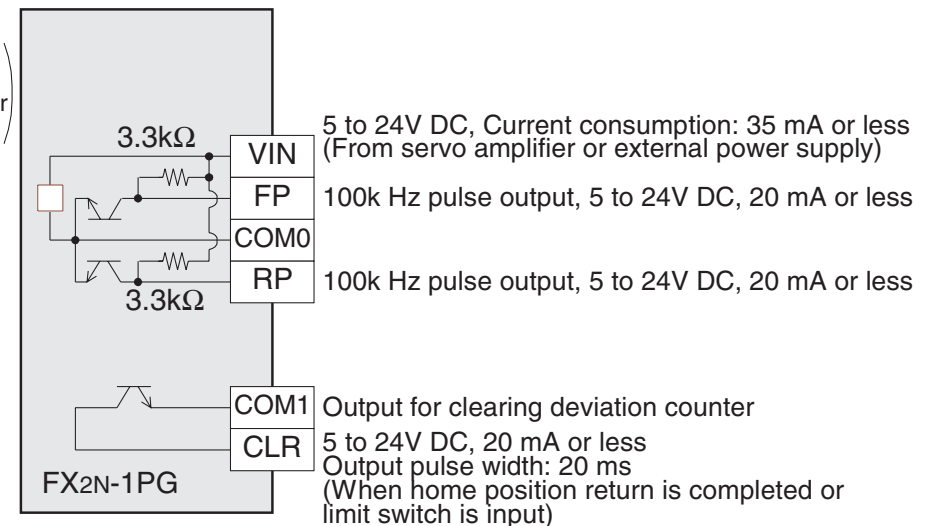 r
3.3kΩ
VIN
5 to 24V DC, Current consumption: 35 mA or less
(From servo amplifier or external power supply)
FP
100k Hz pulse output, 5 to 24V DC, 20 mA or less
COM0
RP
100k Hz pulse output, 5 to 24V DC, 20 mA or less
3.3kΩ
COM1
Output for clearing deviation counter
CLR
5 to 24V DC, 20 mA or less
Output pulse width: 20 ms
(When home position return is completed or
limit switch is input)
FX2N-1PG